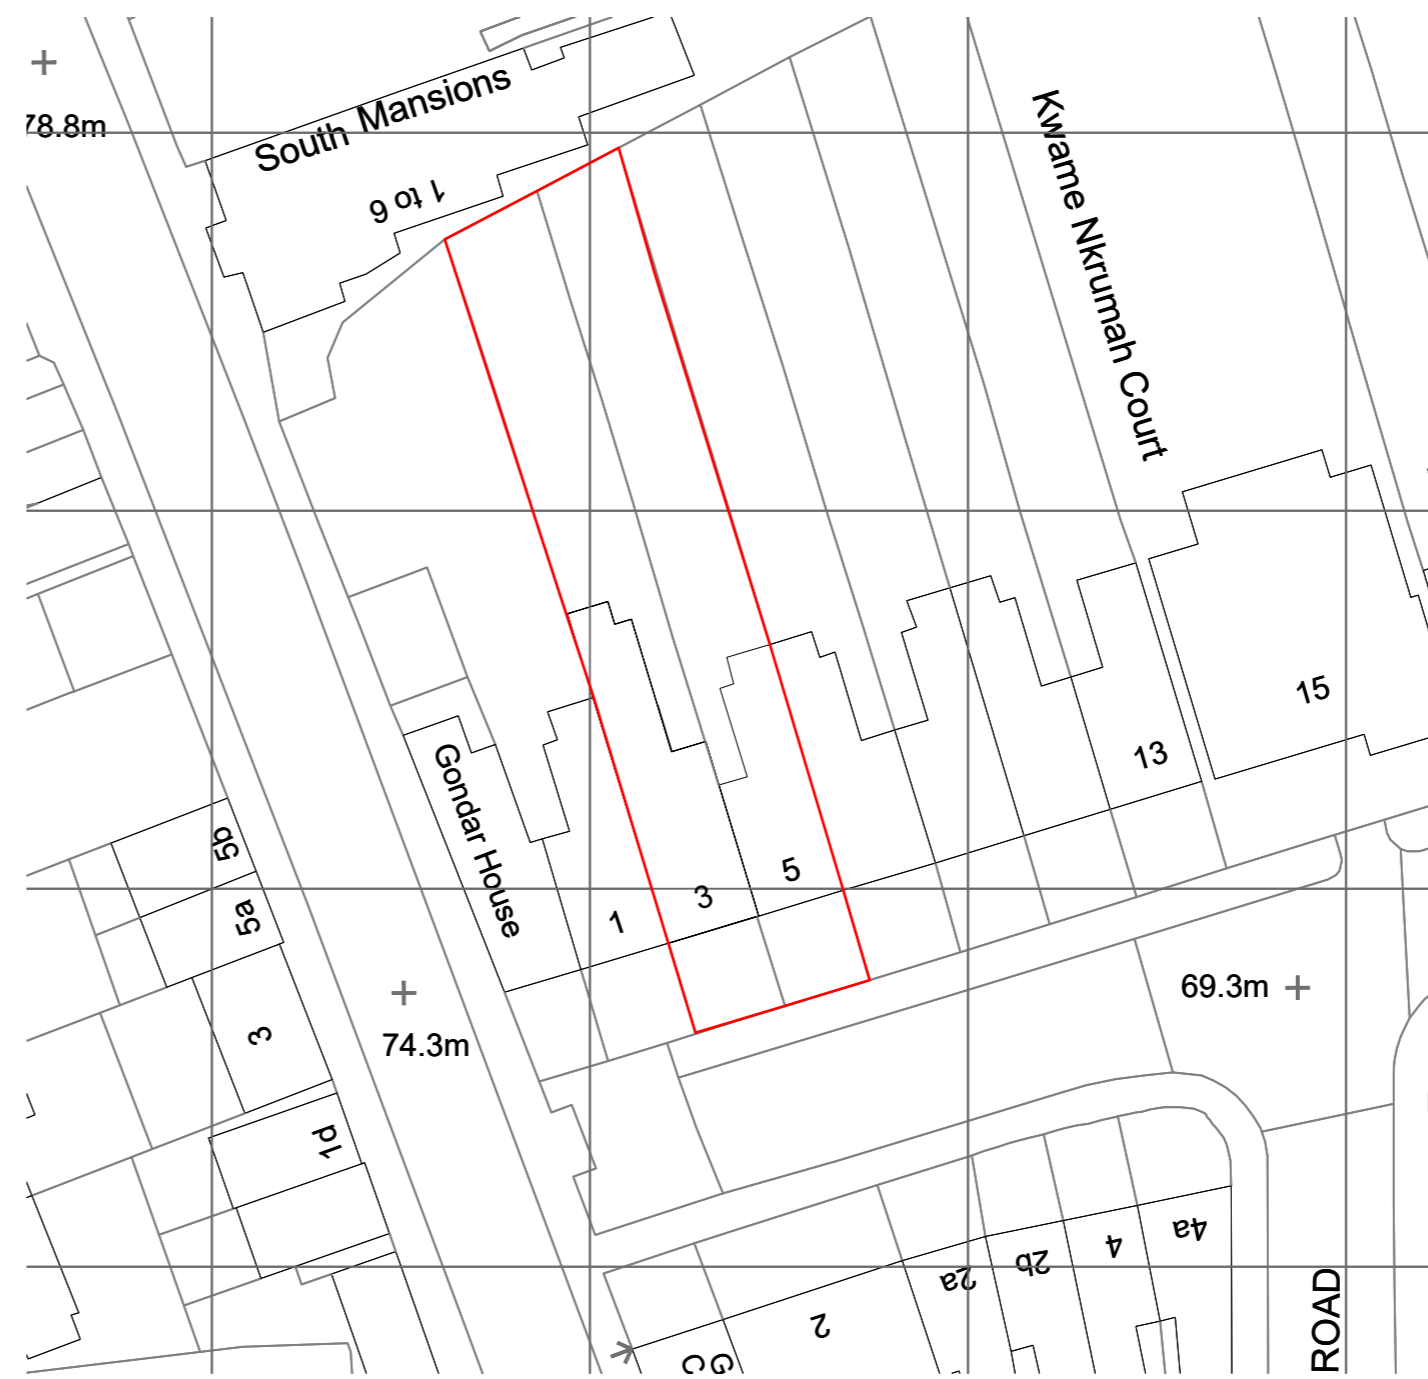 78.8m
South Mansions
1 to 6
Kwame Nkrumah Court
15
13
Gondar House
5b
5
3
1
5a
69.3m
3
74.3m
1d
4a
4
2b
2a
2
G
C
ROAD